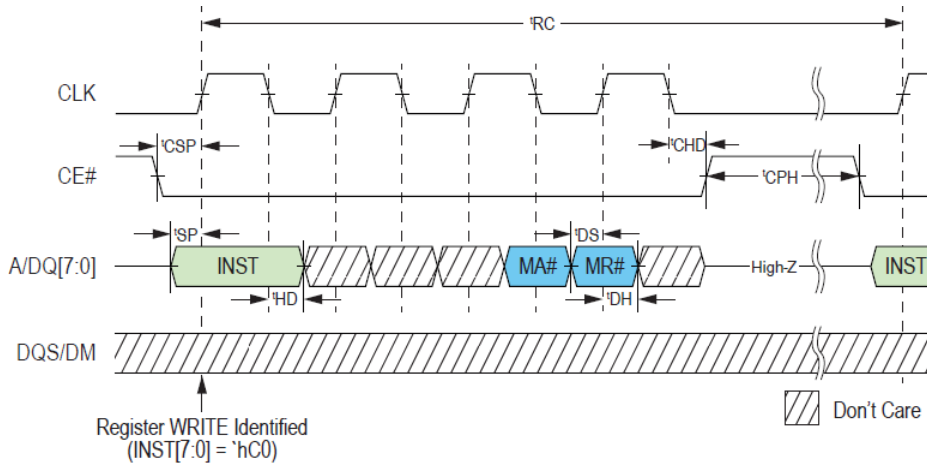 tRC
CLK
tCSP
tCHD
CE#
tCPH
tSP
tDS
A/DQ[7:0]
INST
MA#
MR#
High-Z
INST
tHD
tDH
DQS/DM
Register WRITE Identified
(INST[7:0] = `hC0)
Don't Care